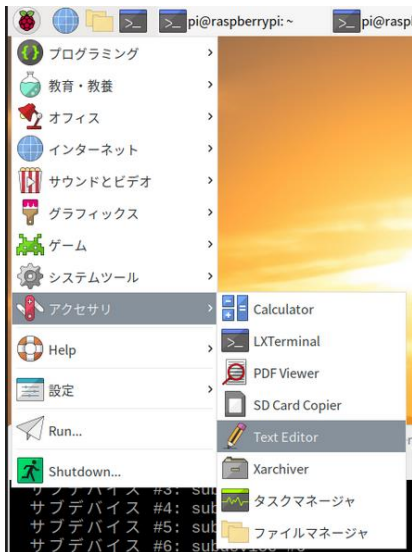 pi@raspberrypi: ~
プログラミング
教育・教養
オフィス
インターネット
サウンドとビデオ
グラフィックス
ゲーム
システムツール
アクセサリ
Help
設定
Run...
Shutdown...
Calculator
LXTerminal
PDF Viewer
SD Card Copier
Text Editor
Xarchiver
タスクマネージャ
ファイルマネージャ
サブデバイス #3:
サブデバイス #4:
サブデバイス #5:
サブデバイス #6: